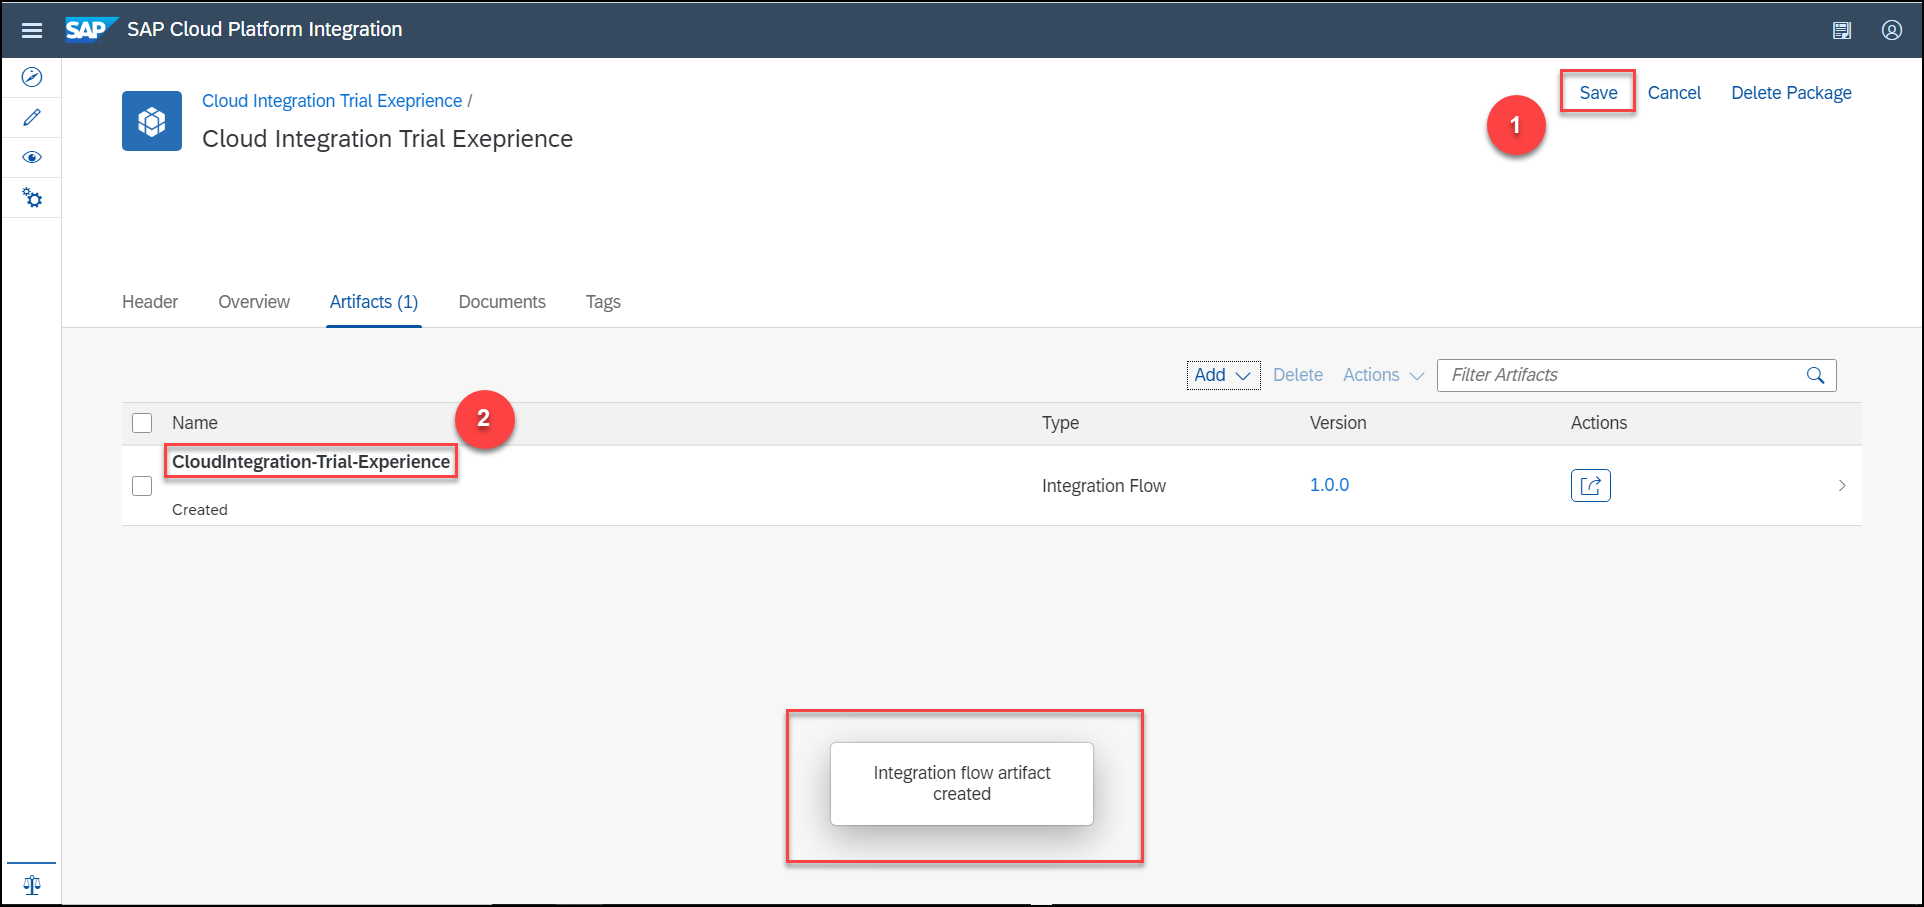 SAP SAP Cloud Platform Integration
Cloud Integration Trial Exeprience /
Cloud Integration Trial Exeprience
1
Save Cancel Delete Package
Header Overview Artifacts (1) Documents Tags
Add Delete Actions Filter Artifacts
Name Type Version Actions
2
CloudIntegration-Trial-Experience
Integration Flow 1.0.0
Created
Integration flow artifact
created